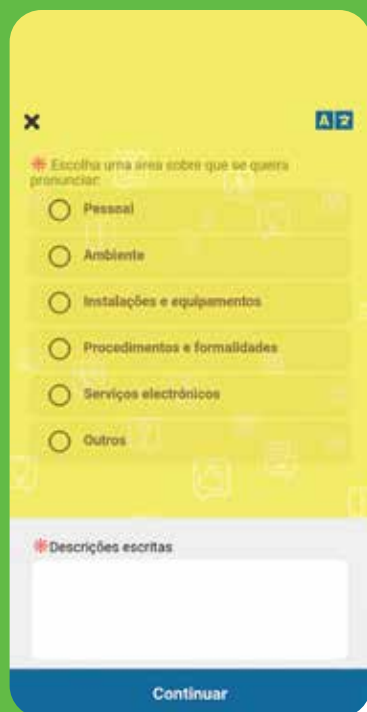 A
✱ Escolha uma área sobre que se queira
pronunciar:
Pessoal
Ambiente
Instalações e equipamentos
Procedimentos e formalidades
Serviços electrónicos
Outros
✱Descrições escritas
Continuar